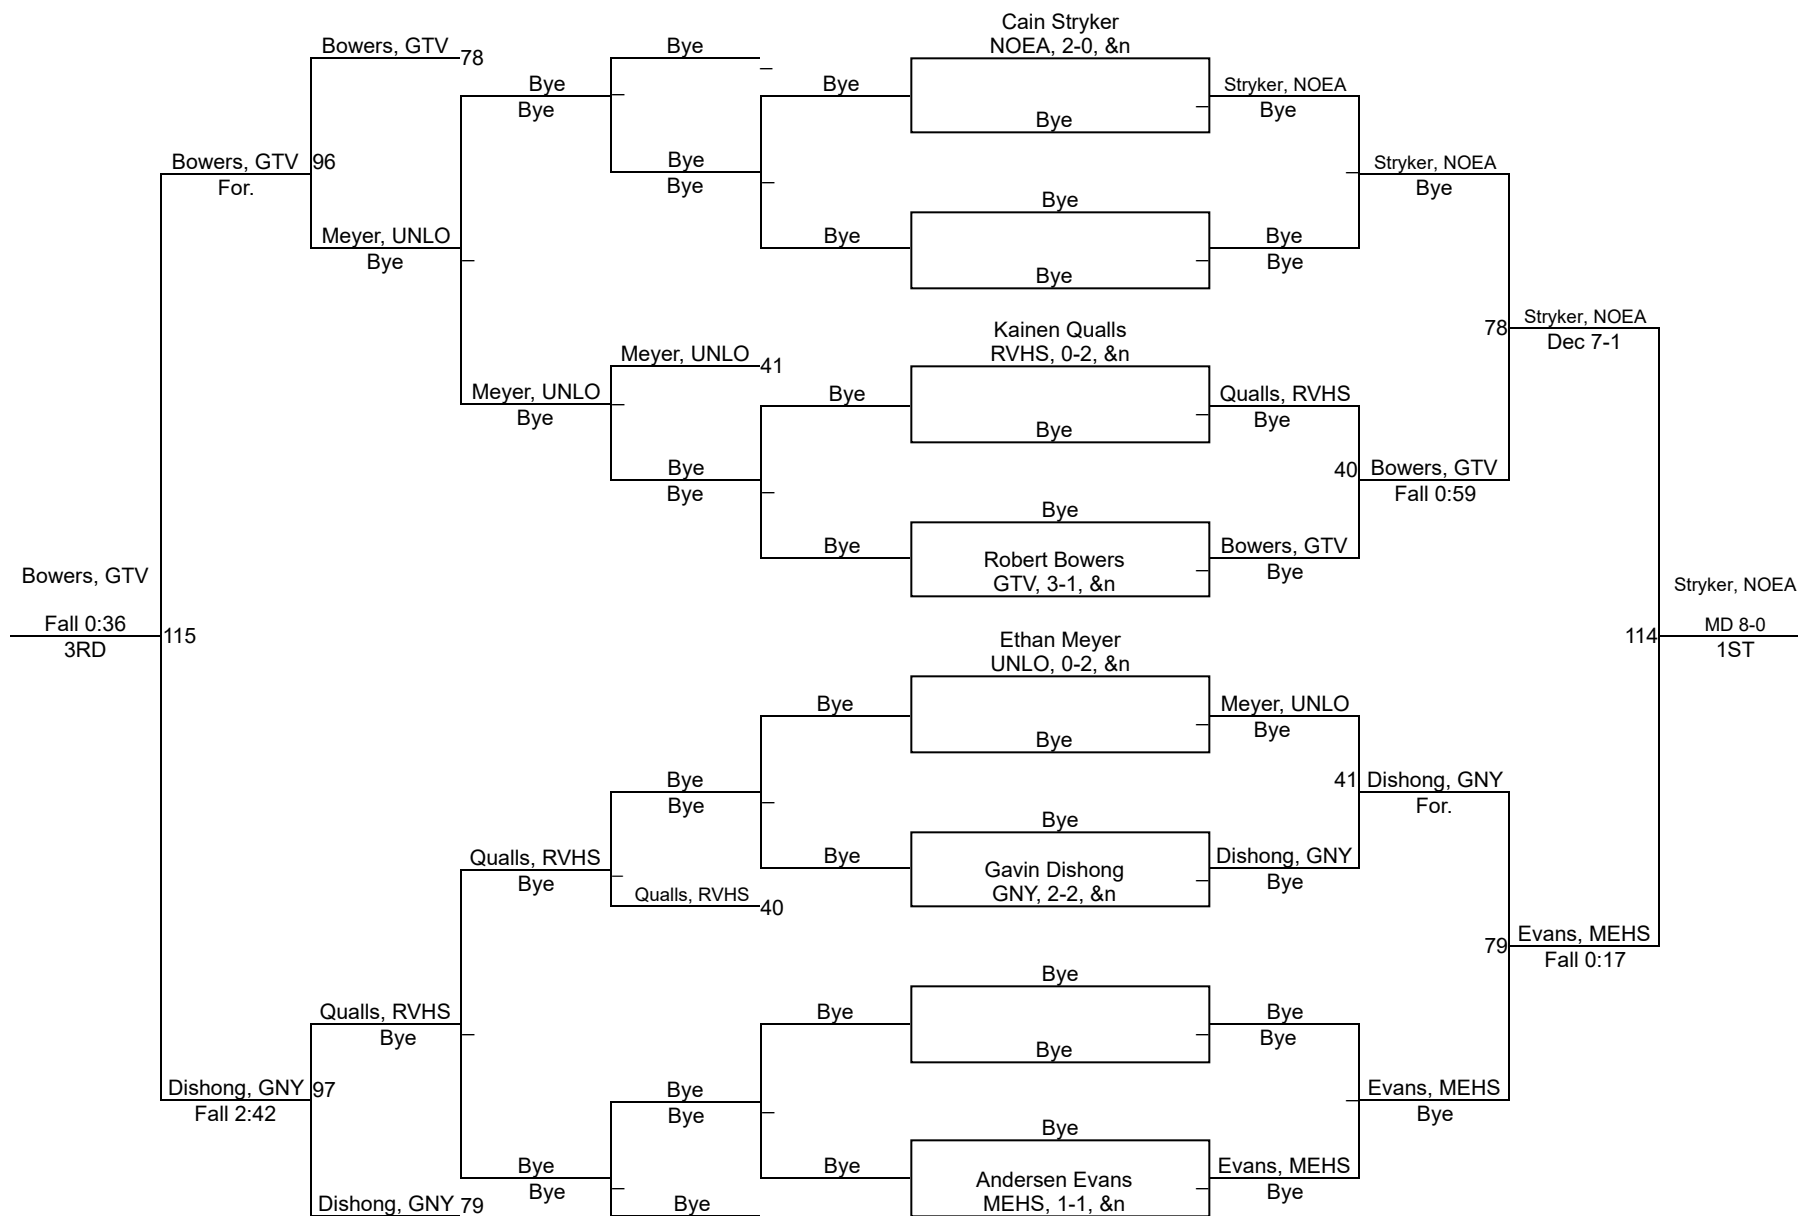 Cain Stryker
Bowers, GTV
78
Bye
NOEA, 2-0, &n
Bye
Bye
Stryker, NOEA
Bye
Bye
Bye
Bowers, GTV
96
For.
Bye
Bye
Stryker, NOEA
Bye
Meyer, UNLO
Bye
Bye
Bye
Bye
Bye
Bye
Bye
Kainen Qualls
RVHS, 0-2, &n
78
Stryker, NOEA
Dec 7-1
Meyer, UNLO
41
Meyer, UNLO
Bye
Bye
Qualls, RVHS
Bye
Bye
Bye
Bye
40
Bowers, GTV
Fall 0:59
Bye
Bye
Robert Bowers
GTV, 3-1, &n
Bowers, GTV
Bye
Bowers, GTV
Fall 0:36
3RD
115
Stryker, NOEA
114
MD 8-0
1ST
Ethan Meyer
UNLO, 0-2, &n
Bye
Meyer, UNLO
Bye
Bye
Bye
Bye
41
Dishong, GNY
For.
Bye
Qualls, RVHS
Bye
Bye
Gavin Dishong
GNY, 2-2, &n
Dishong, GNY
Bye
Qualls, RVHS
40
79
Evans, MEHS
Fall 0:17
Bye
Qualls, RVHS
Bye
Bye
Bye
Bye
Bye
Dishong, GNY
97
Fall 2:42
Bye
Bye
Evans, MEHS
Bye
Bye
Bye
Bye
Bye
Andersen Evans
MEHS, 1-1, &n
Evans, MEHS
Bye
Dishong, GNY
79
Bye